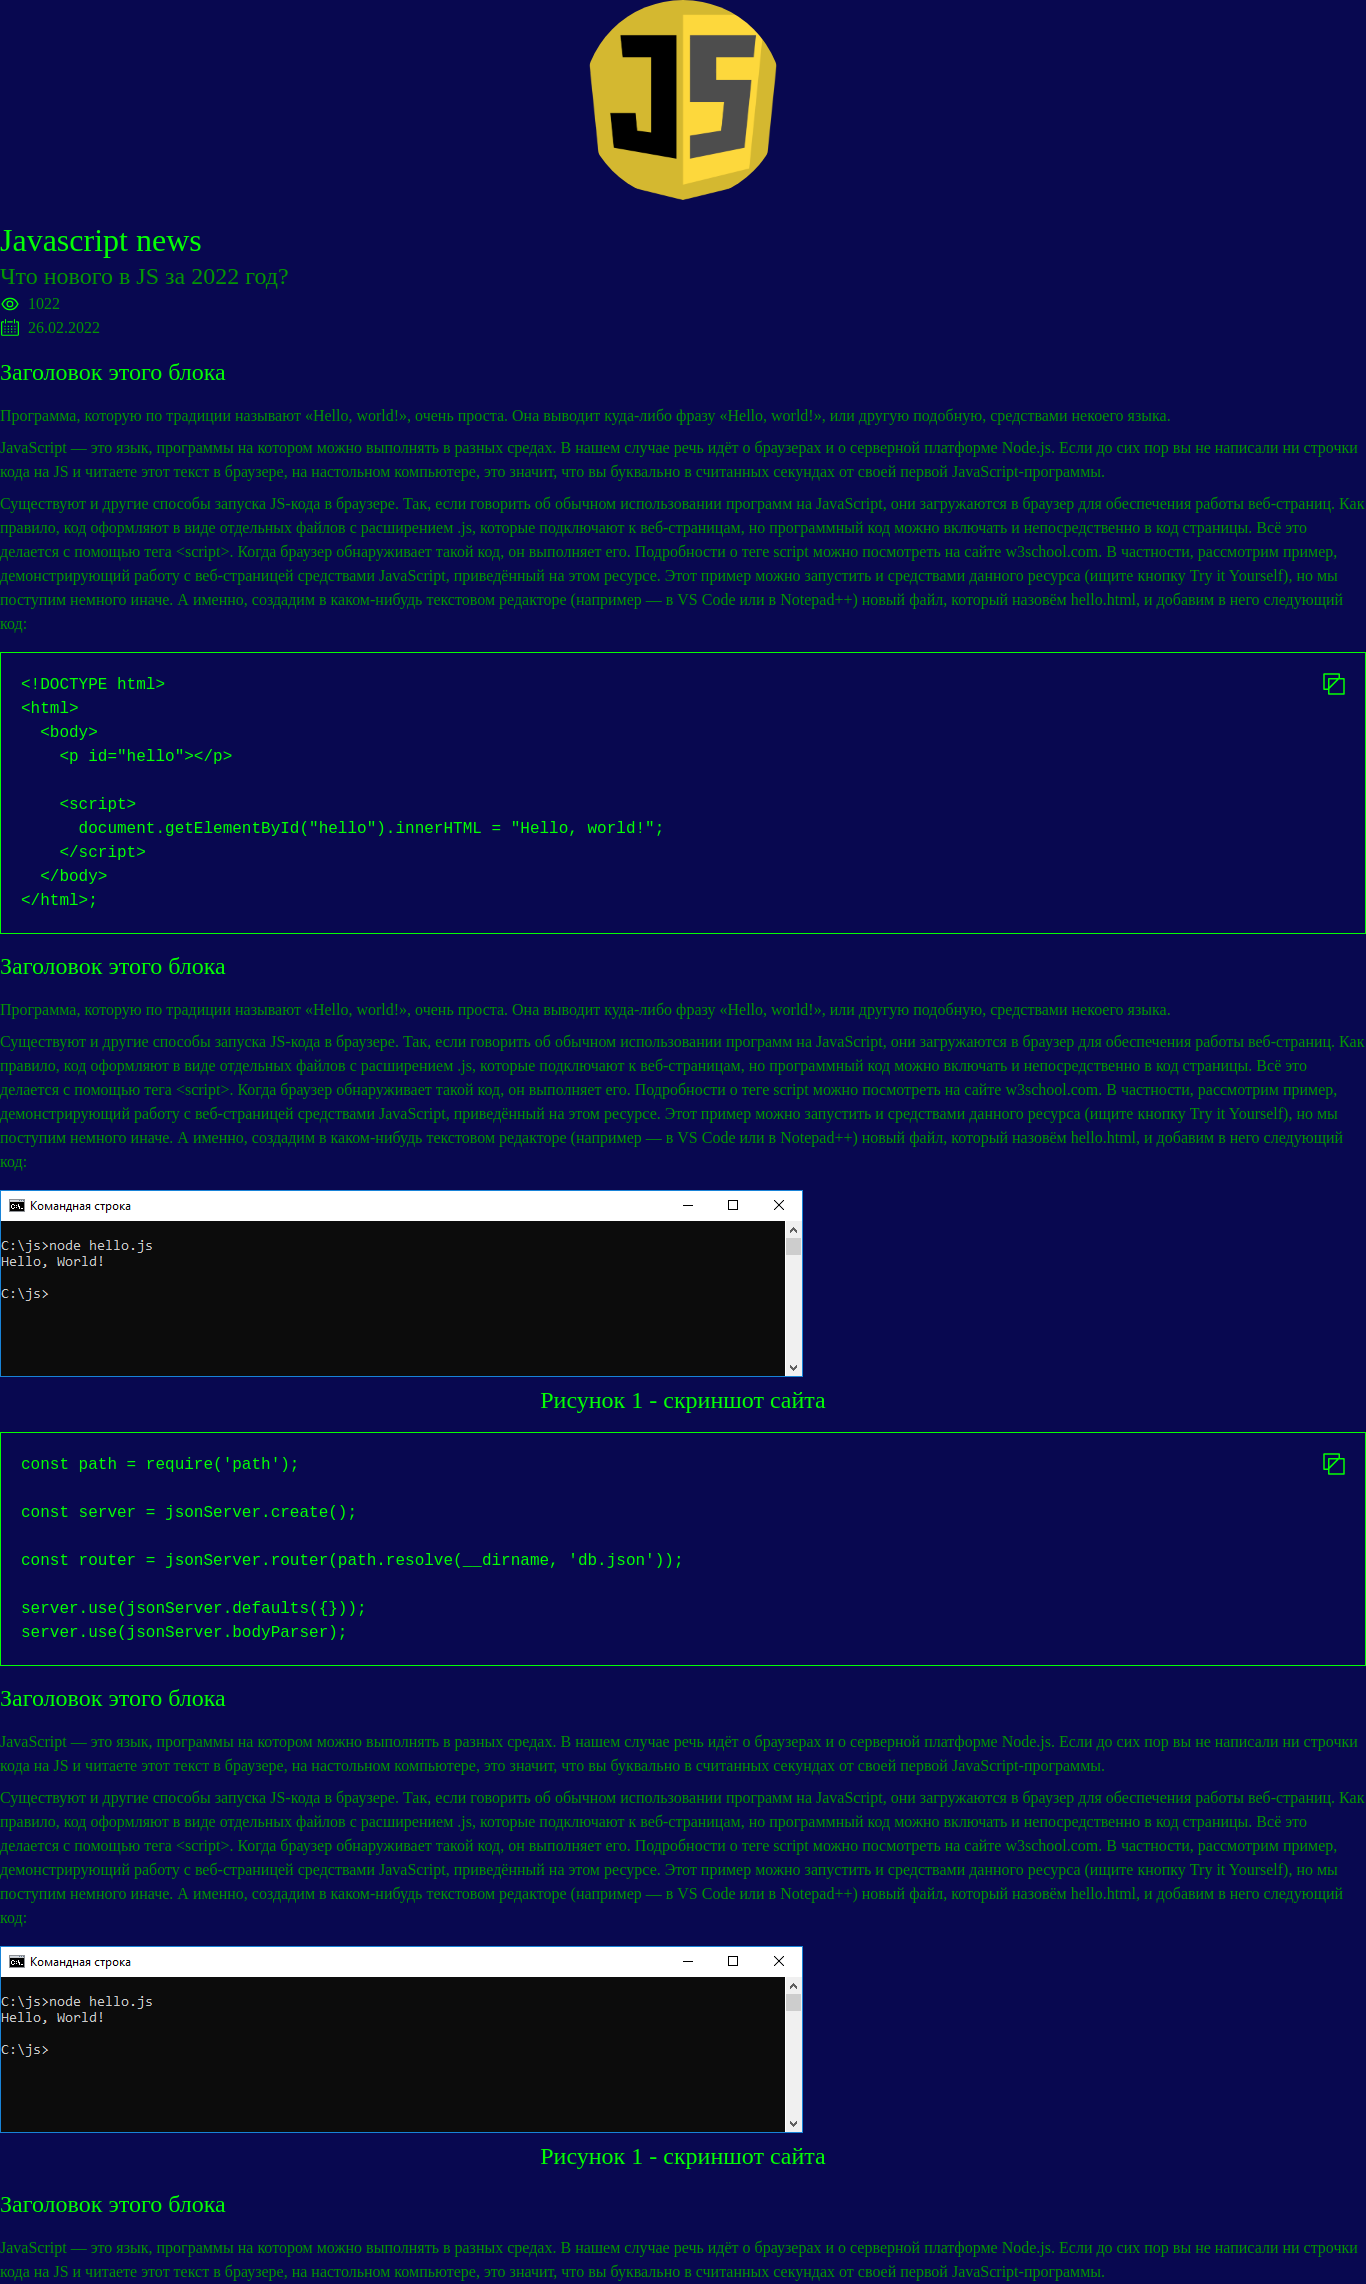 JS
Javascript news
Что нового в JS за 2022 год?
1022
26.02.2022
Заголовок этого блока
Программа, которую по традиции называют «Hello, world!», очень проста. Она выводит куда-либо фразу «Hello, world!», или другую подобную, средствами некоего языка.
JavaScript — это язык, программы на котором можно выполнять в разных средах. В нашем случае речь идёт о браузерах и о серверной платформе Node.js. Если до сих пор вы не написали ни строчки
кода на JS и читаете этот текст в браузере, на настольном компьютере, это значит, что вы буквально в считанных секундах от своей первой JavaScript-программы.
Существуют и другие способы запуска JS-кода в браузере. Так, если говорить об обычном использовании программ на JavaScript, они загружаются в браузер для обеспечения работы веб-страниц. Как
правило, код оформляют в виде отдельных файлов с расширением .js, которые подключают к веб-страницам, но программный код можно включать и непосредственно в код страницы. Всё это
делается с помощью тега <script>. Когда браузер обнаруживает такой код, он выполняет его. Подробности о теге script можно посмотреть на сайте w3school.com. В частности, рассмотрим пример,
демонстрирующий работу с веб-страницей средствами JavaScript, приведённый на этом ресурсе. Этот пример можно запустить и средствами данного ресурса (ищите кнопку Try it Yourself), но мы
поступим немного иначе. А именно, создадим в каком-нибудь текстовом редакторе (например — в VS Code или в Notepad++) новый файл, который назовём hello.html, и добавим в него следующий
код:
<!DOCTYPE html>
<html>
  <body>
    <p id="hello"></p>

    <script>
      document.getElementById("hello").innerHTML = "Hello, world!";
    </script>
  </body>
</html>;
Заголовок этого блока
Программа, которую по традиции называют «Hello, world!», очень проста. Она выводит куда-либо фразу «Hello, world!», или другую подобную, средствами некоего языка.
Существуют и другие способы запуска JS-кода в браузере. Так, если говорить об обычном использовании программ на JavaScript, они загружаются в браузер для обеспечения работы веб-страниц. Как
правило, код оформляют в виде отдельных файлов с расширением .js, которые подключают к веб-страницам, но программный код можно включать и непосредственно в код страницы. Всё это
делается с помощью тега <script>. Когда браузер обнаруживает такой код, он выполняет его. Подробности о теге script можно посмотреть на сайте w3school.com. В частности, рассмотрим пример,
демонстрирующий работу с веб-страницей средствами JavaScript, приведённый на этом ресурсе. Этот пример можно запустить и средствами данного ресурса (ищите кнопку Try it Yourself), но мы
поступим немного иначе. А именно, создадим в каком-нибудь текстовом редакторе (например — в VS Code или в Notepad++) новый файл, который назовём hello.html, и добавим в него следующий
код:
Командная строка
C:\js>node hello.js
Hello, World!
C:\js>
Рисунок 1 - скриншот сайта
const path = require('path');

const server = jsonServer.create();

const router = jsonServer.router(path.resolve(__dirname, 'db.json'));

server.use(jsonServer.defaults({}));
server.use(jsonServer.bodyParser);
Заголовок этого блока
JavaScript — это язык, программы на котором можно выполнять в разных средах. В нашем случае речь идёт о браузерах и о серверной платформе Node.js. Если до сих пор вы не написали ни строчки
кода на JS и читаете этот текст в браузере, на настольном компьютере, это значит, что вы буквально в считанных секундах от своей первой JavaScript-программы.
Существуют и другие способы запуска JS-кода в браузере. Так, если говорить об обычном использовании программ на JavaScript, они загружаются в браузер для обеспечения работы веб-страниц. Как
правило, код оформляют в виде отдельных файлов с расширением .js, которые подключают к веб-страницам, но программный код можно включать и непосредственно в код страницы. Всё это
делается с помощью тега <script>. Когда браузер обнаруживает такой код, он выполняет его. Подробности о теге script можно посмотреть на сайте w3school.com. В частности, рассмотрим пример,
демонстрирующий работу с веб-страницей средствами JavaScript, приведённый на этом ресурсе. Этот пример можно запустить и средствами данного ресурса (ищите кнопку Try it Yourself), но мы
поступим немного иначе. А именно, создадим в каком-нибудь текстовом редакторе (например — в VS Code или в Notepad++) новый файл, который назовём hello.html, и добавим в него следующий
код:
Командная строка
C:\js>node hello.js
Hello, World!
C:\js>
Рисунок 1 - скриншот сайта
Заголовок этого блока
JavaScript — это язык, программы на котором можно выполнять в разных средах. В нашем случае речь идёт о браузерах и о серверной платформе Node.js. Если до сих пор вы не написали ни строчки
кода на JS и читаете этот текст в браузере, на настольном компьютере, это значит, что вы буквально в считанных секундах от своей первой JavaScript-программы.